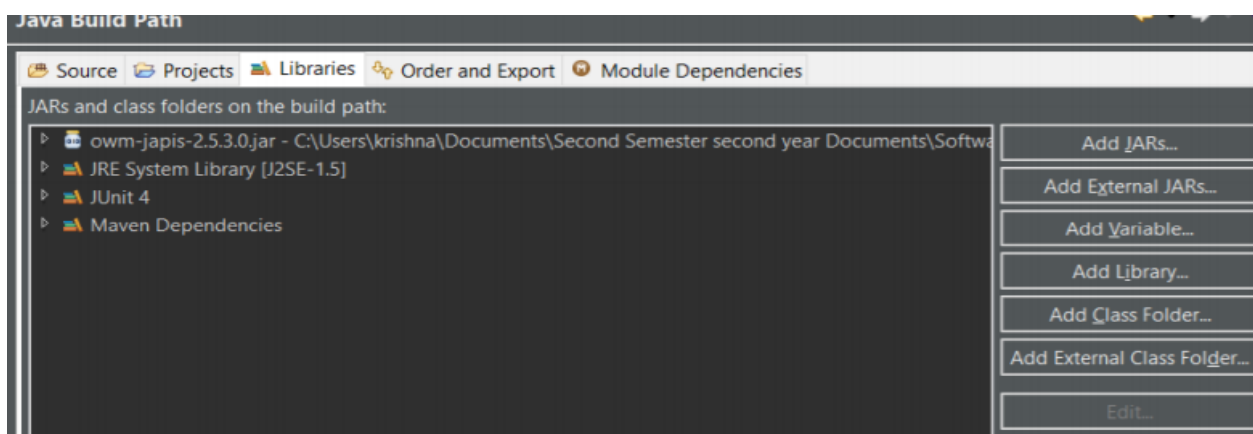 Java Build Path
Source Projects Libraries Order and Export Module Dependencies
JARs and class folders on the build path:
owm-japis-2.5.3.0.jar - C:\Users\krishna\Documents\Second Semester second year Documents\Softwa
JRE System Library [J2SE-1.5]
JUnit 4
Maven Dependencies
Add JARs...
Add External JARs...
Add Variable...
Add Library...
Add Class Folder...
Add External Class Folder...
Edit...